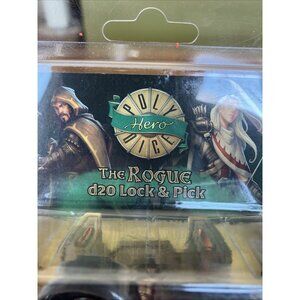 POLY
Hero
DICE
The Rogue
d20 Lock & Pick